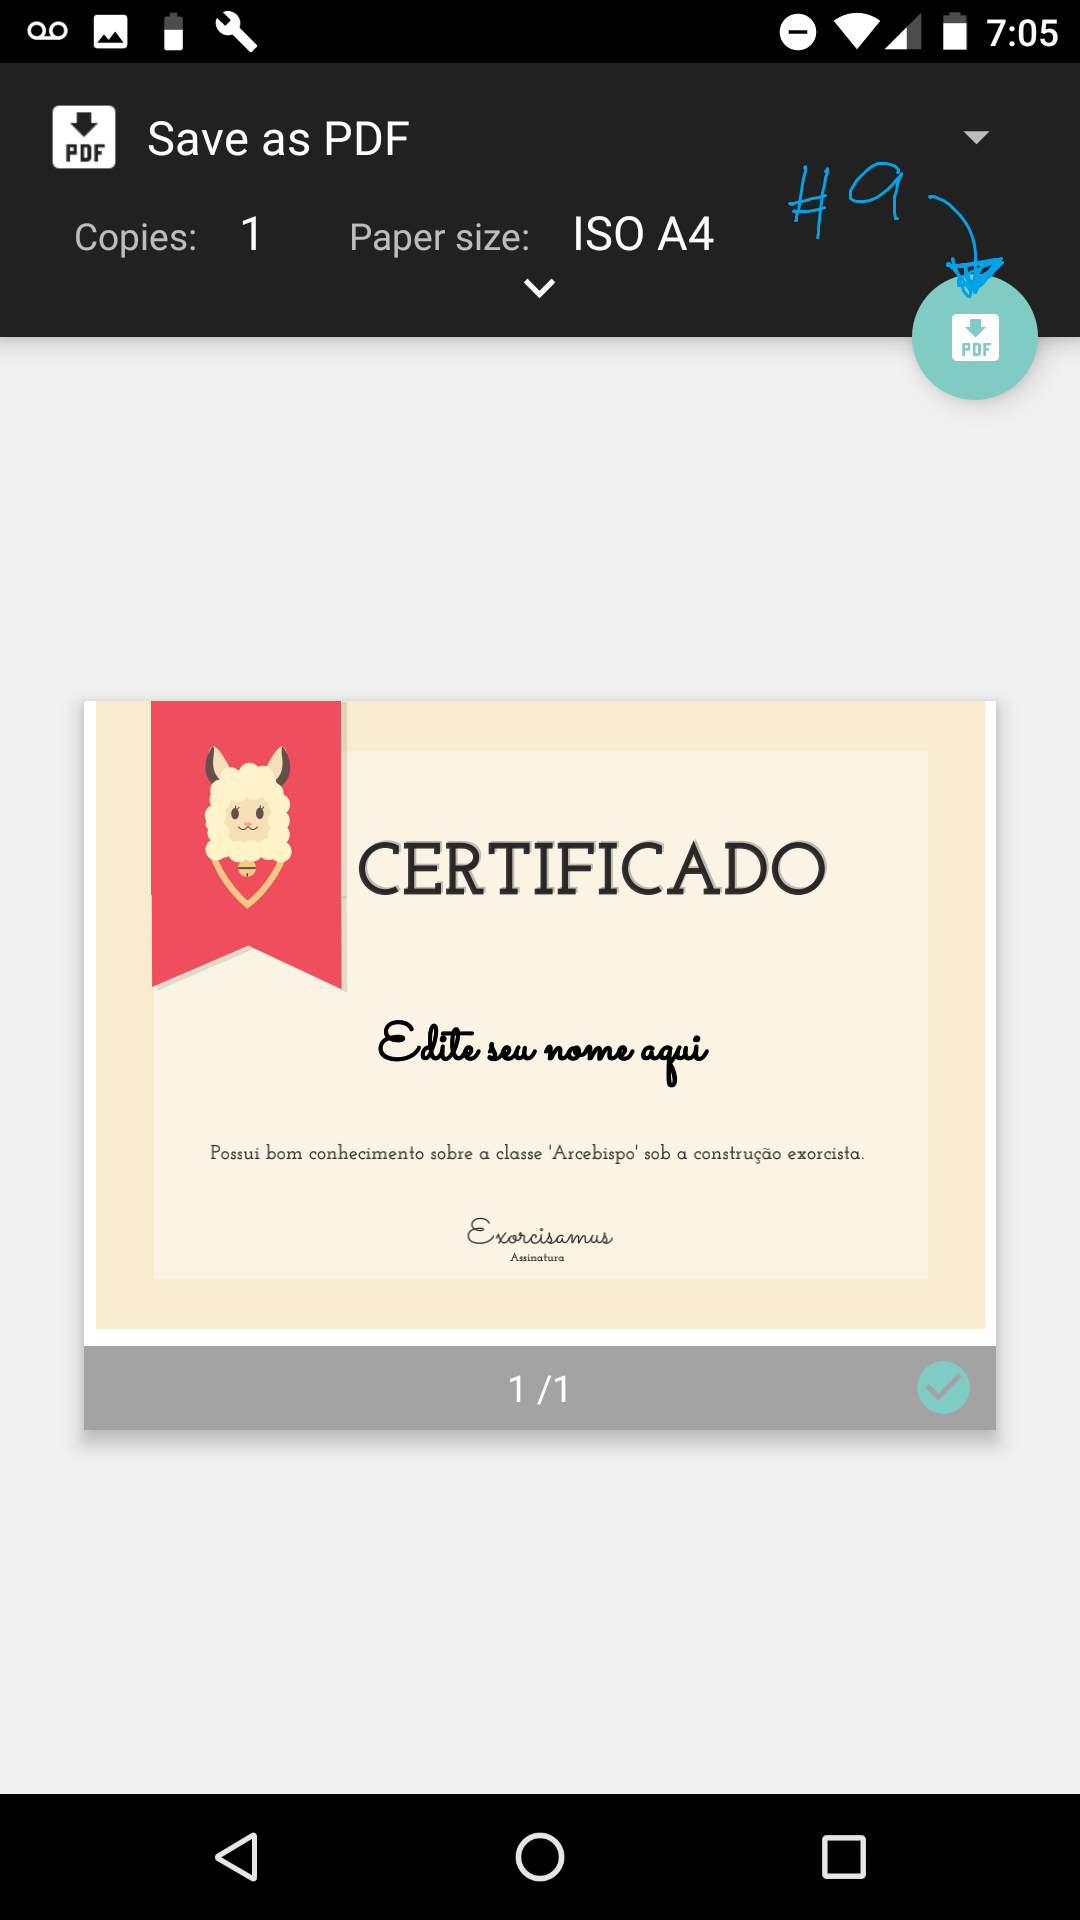 7:05
PDF
Save as PDF
#9
Copies: 1 Paper size: ISO A4
PDF
CERTIFICADO
Edite seu nome aqui
Possui bom conhecimento sobre a classe 'Arcebispo' sob a construção exorcista.
Exorcisamus
Assinatura
1 /1